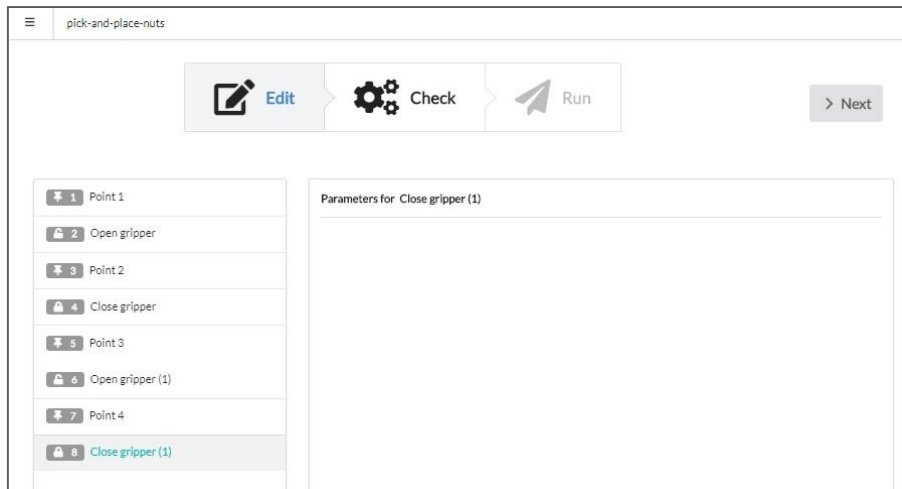 pick-and-place-nuts
Edit
Check
Run
> Next
1 Point 1
2 Open gripper
3 Point 2
4 Close gripper
5 Point 3
6 Open gripper (1)
7 Point 4
8 Close gripper (1)
Parameters for Close gripper (1)